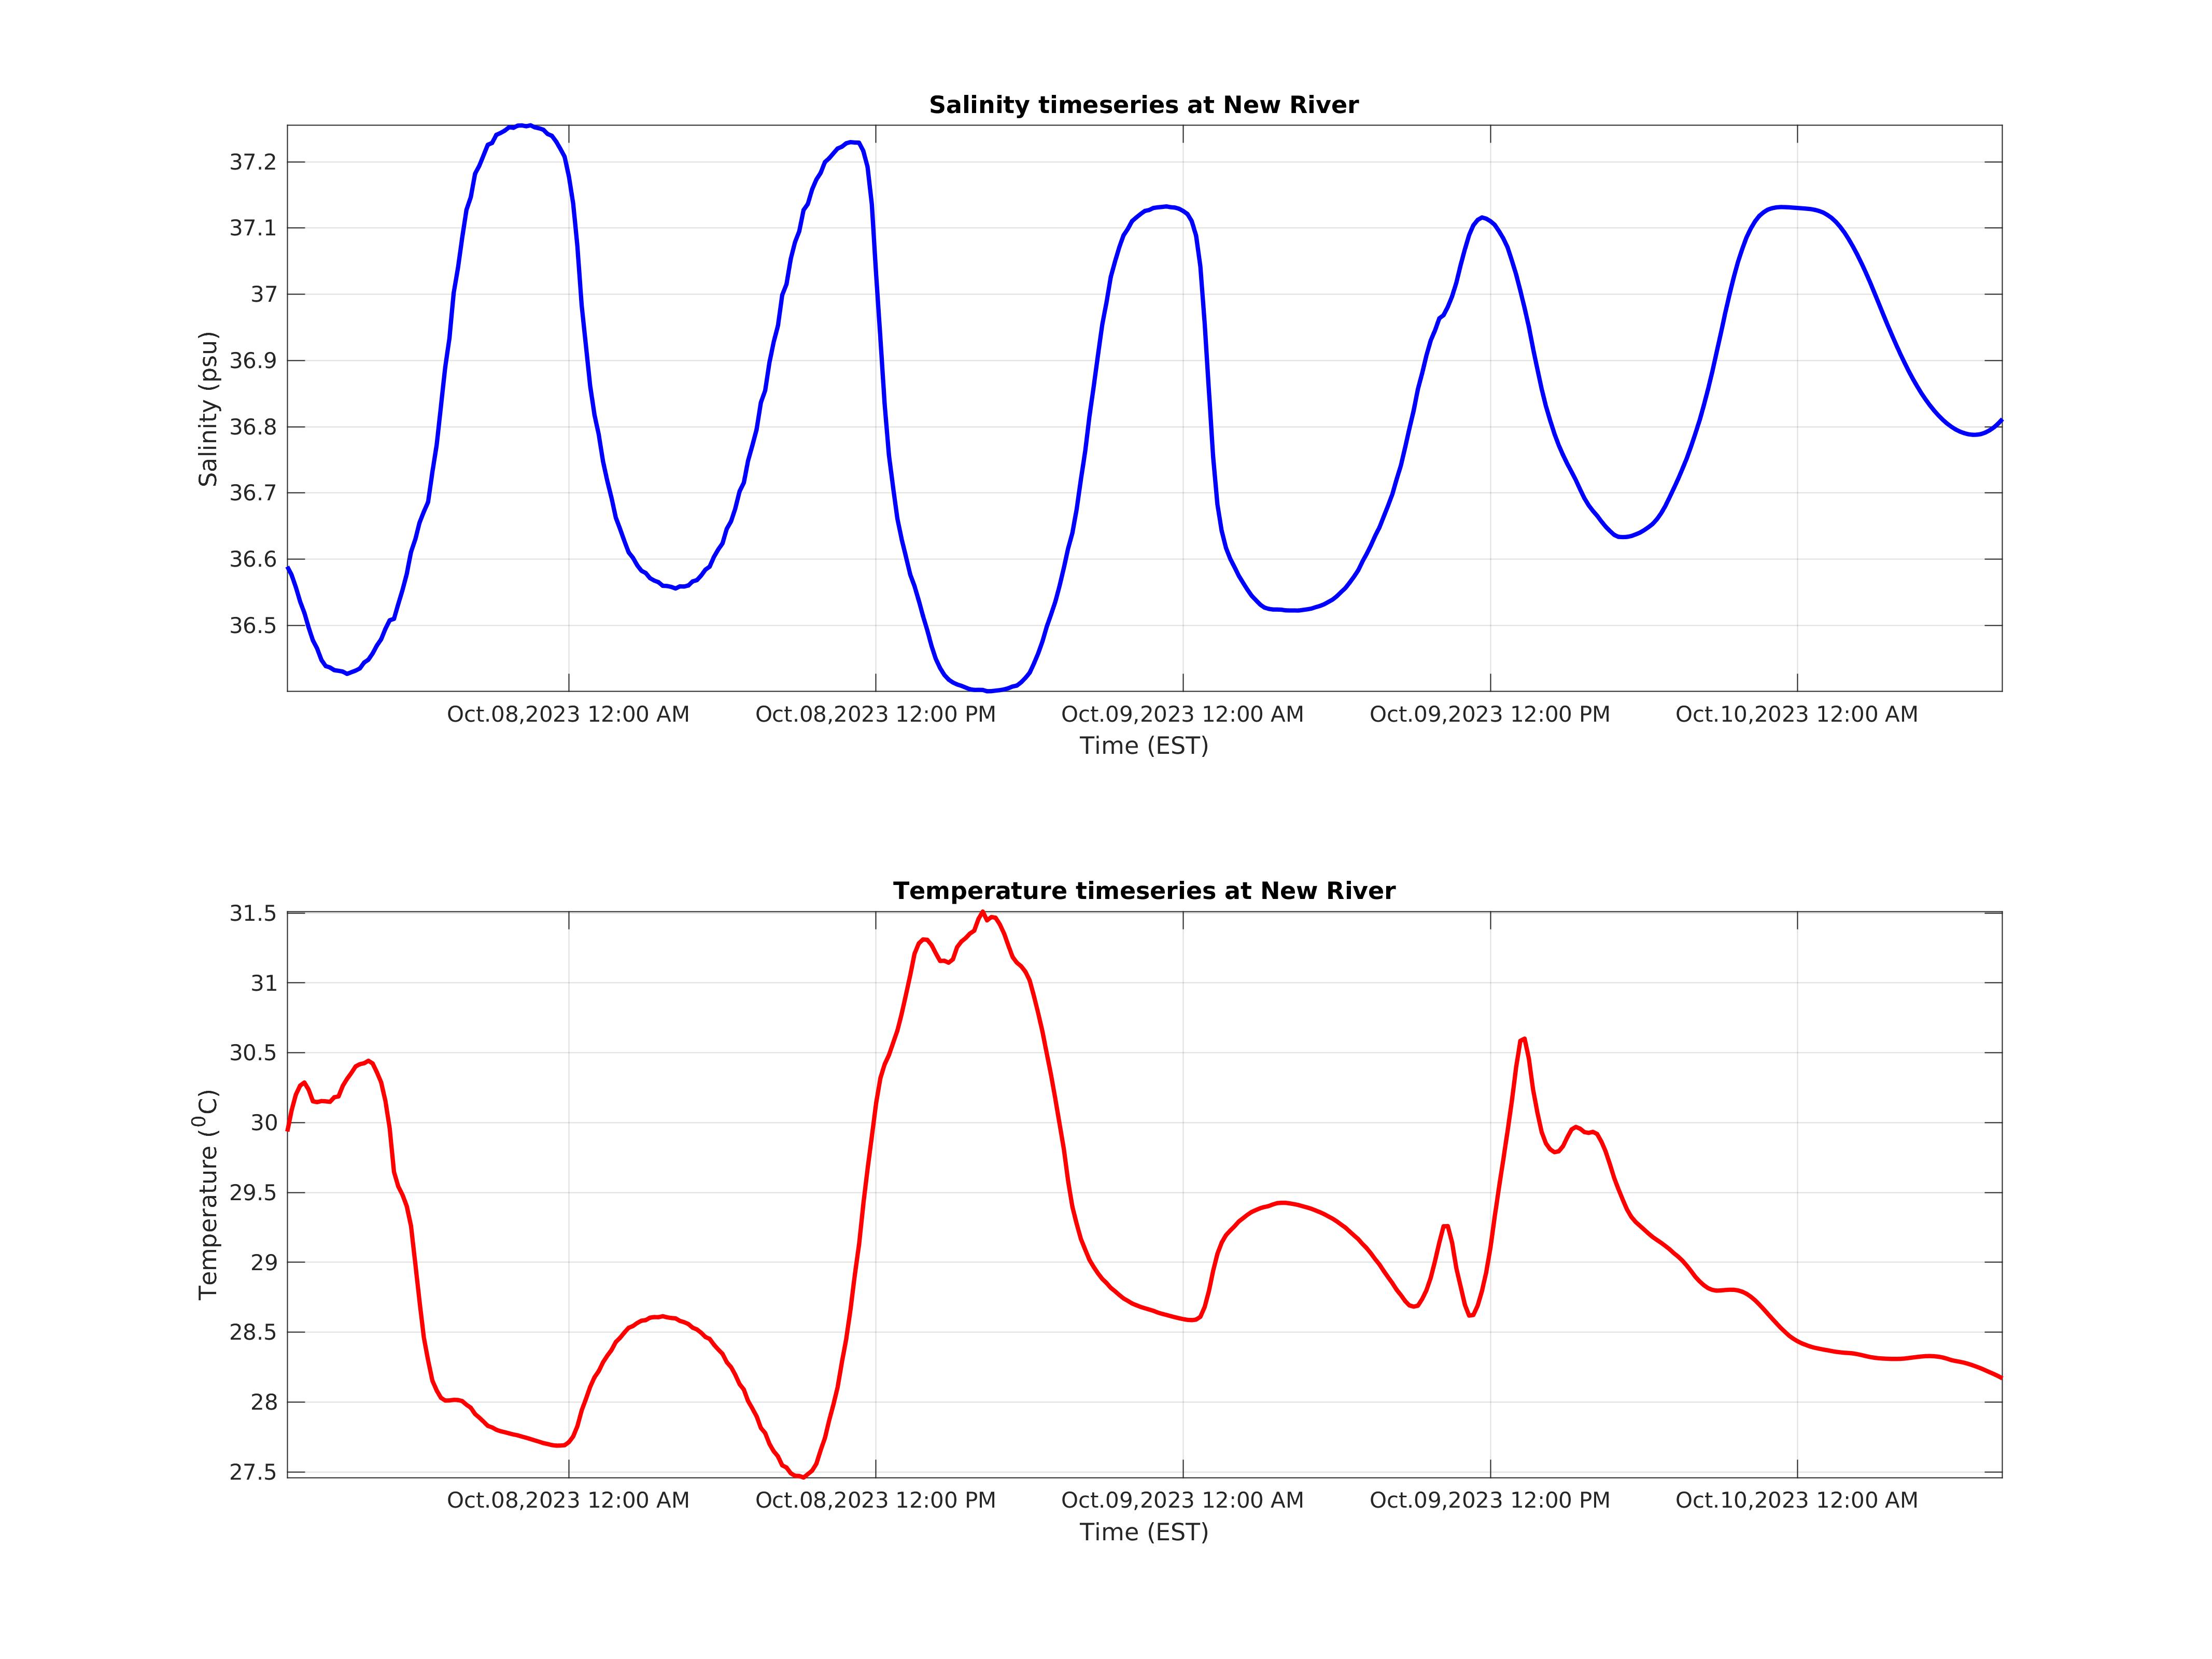 Salinity timeseries at New River
37.2
37.1
37
36.9
36.8
36.7
36.6
36.5
Salinity (psu)
Oct.08,2023 12:00 AM Oct.08,2023 12:00 PM Oct.09,2023 12:00 AM Oct.09,2023 12:00 PM Oct.10,2023 12:00 AM
Time (EST)
Temperature timeseries at New River
31.5
31
30.5
30
29.5
29
28.5
28
27.5
Temperature (⁰C)
Oct.08,2023 12:00 AM Oct.08,2023 12:00 PM Oct.09,2023 12:00 AM Oct.09,2023 12:00 PM Oct.10,2023 12:00 AM
Time (EST)